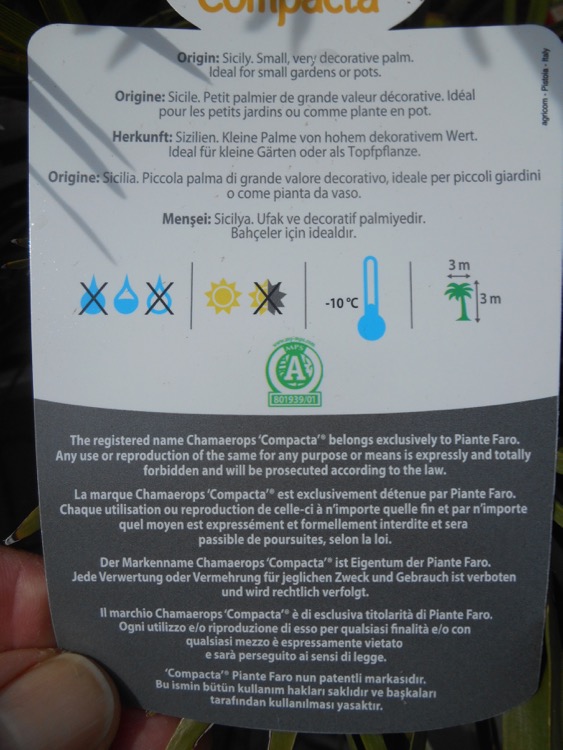 Compacta
Origin: Sicily. Small, very decorative palm.
Ideal for small gardens or pots.
Origine: Sicile. Petit palmier de grande valeur décorative. Idéal
pour les petits jardins ou comme plante en pot.
Herkunft: Sizilien. Kleine Palme von hohem dekorativem Wert.
Ideal für kleine Gärten oder als Topfpflanze.
Origine: Sicilia. Piccola palma di grande valore decorativo, ideale per piccoli giardini
o come pianta da vaso.
Menşei: Sicilya. Ufak ve decoratif palmiyedir.
Bahçeler için idealdır.
agricom - Pistoia - Italy
-10 °C
3 m
3 m
A
B01939/01
The registered name Chamaerops 'Compacta'® belongs exclusively to Piante Faro.
Any use or reproduction of the same for any purpose or means is expressly and totally
forbidden and will be prosecuted according to the law.
La marque Chamaerops 'Compacta'® est exclusivement détenue par Piante Faro.
Chaque utilisation ou reproduction de celle-ci à n'importe quelle fin et par n'importe
quel moyen est expressément et formellement interdite et sera
passible de poursuites, selon la loi.
Der Markenname Chamaerops 'Compacta'® ist Eigentum der Piante Faro.
Jede Verwertung oder Vermehrung für jeglichen Zweck und Gebrauch ist verboten
und wird rechtlich verfolgt.
Il marchio Chamaerops 'Compacta'® è di esclusiva titolarità di Piante Faro.
Ogni utilizzo e/o riproduzione di esso per qualsiasi finalità e/o con
qualsiasi mezzo è espressamente vietato
e sarà perseguito ai sensi di legge.
'Compacta'® Piante Faro nun patentli markasıdır.
Bu ismin bütün kullanım hakları saklıdır ve başkaları
tarafından kullanılması yasaktır.